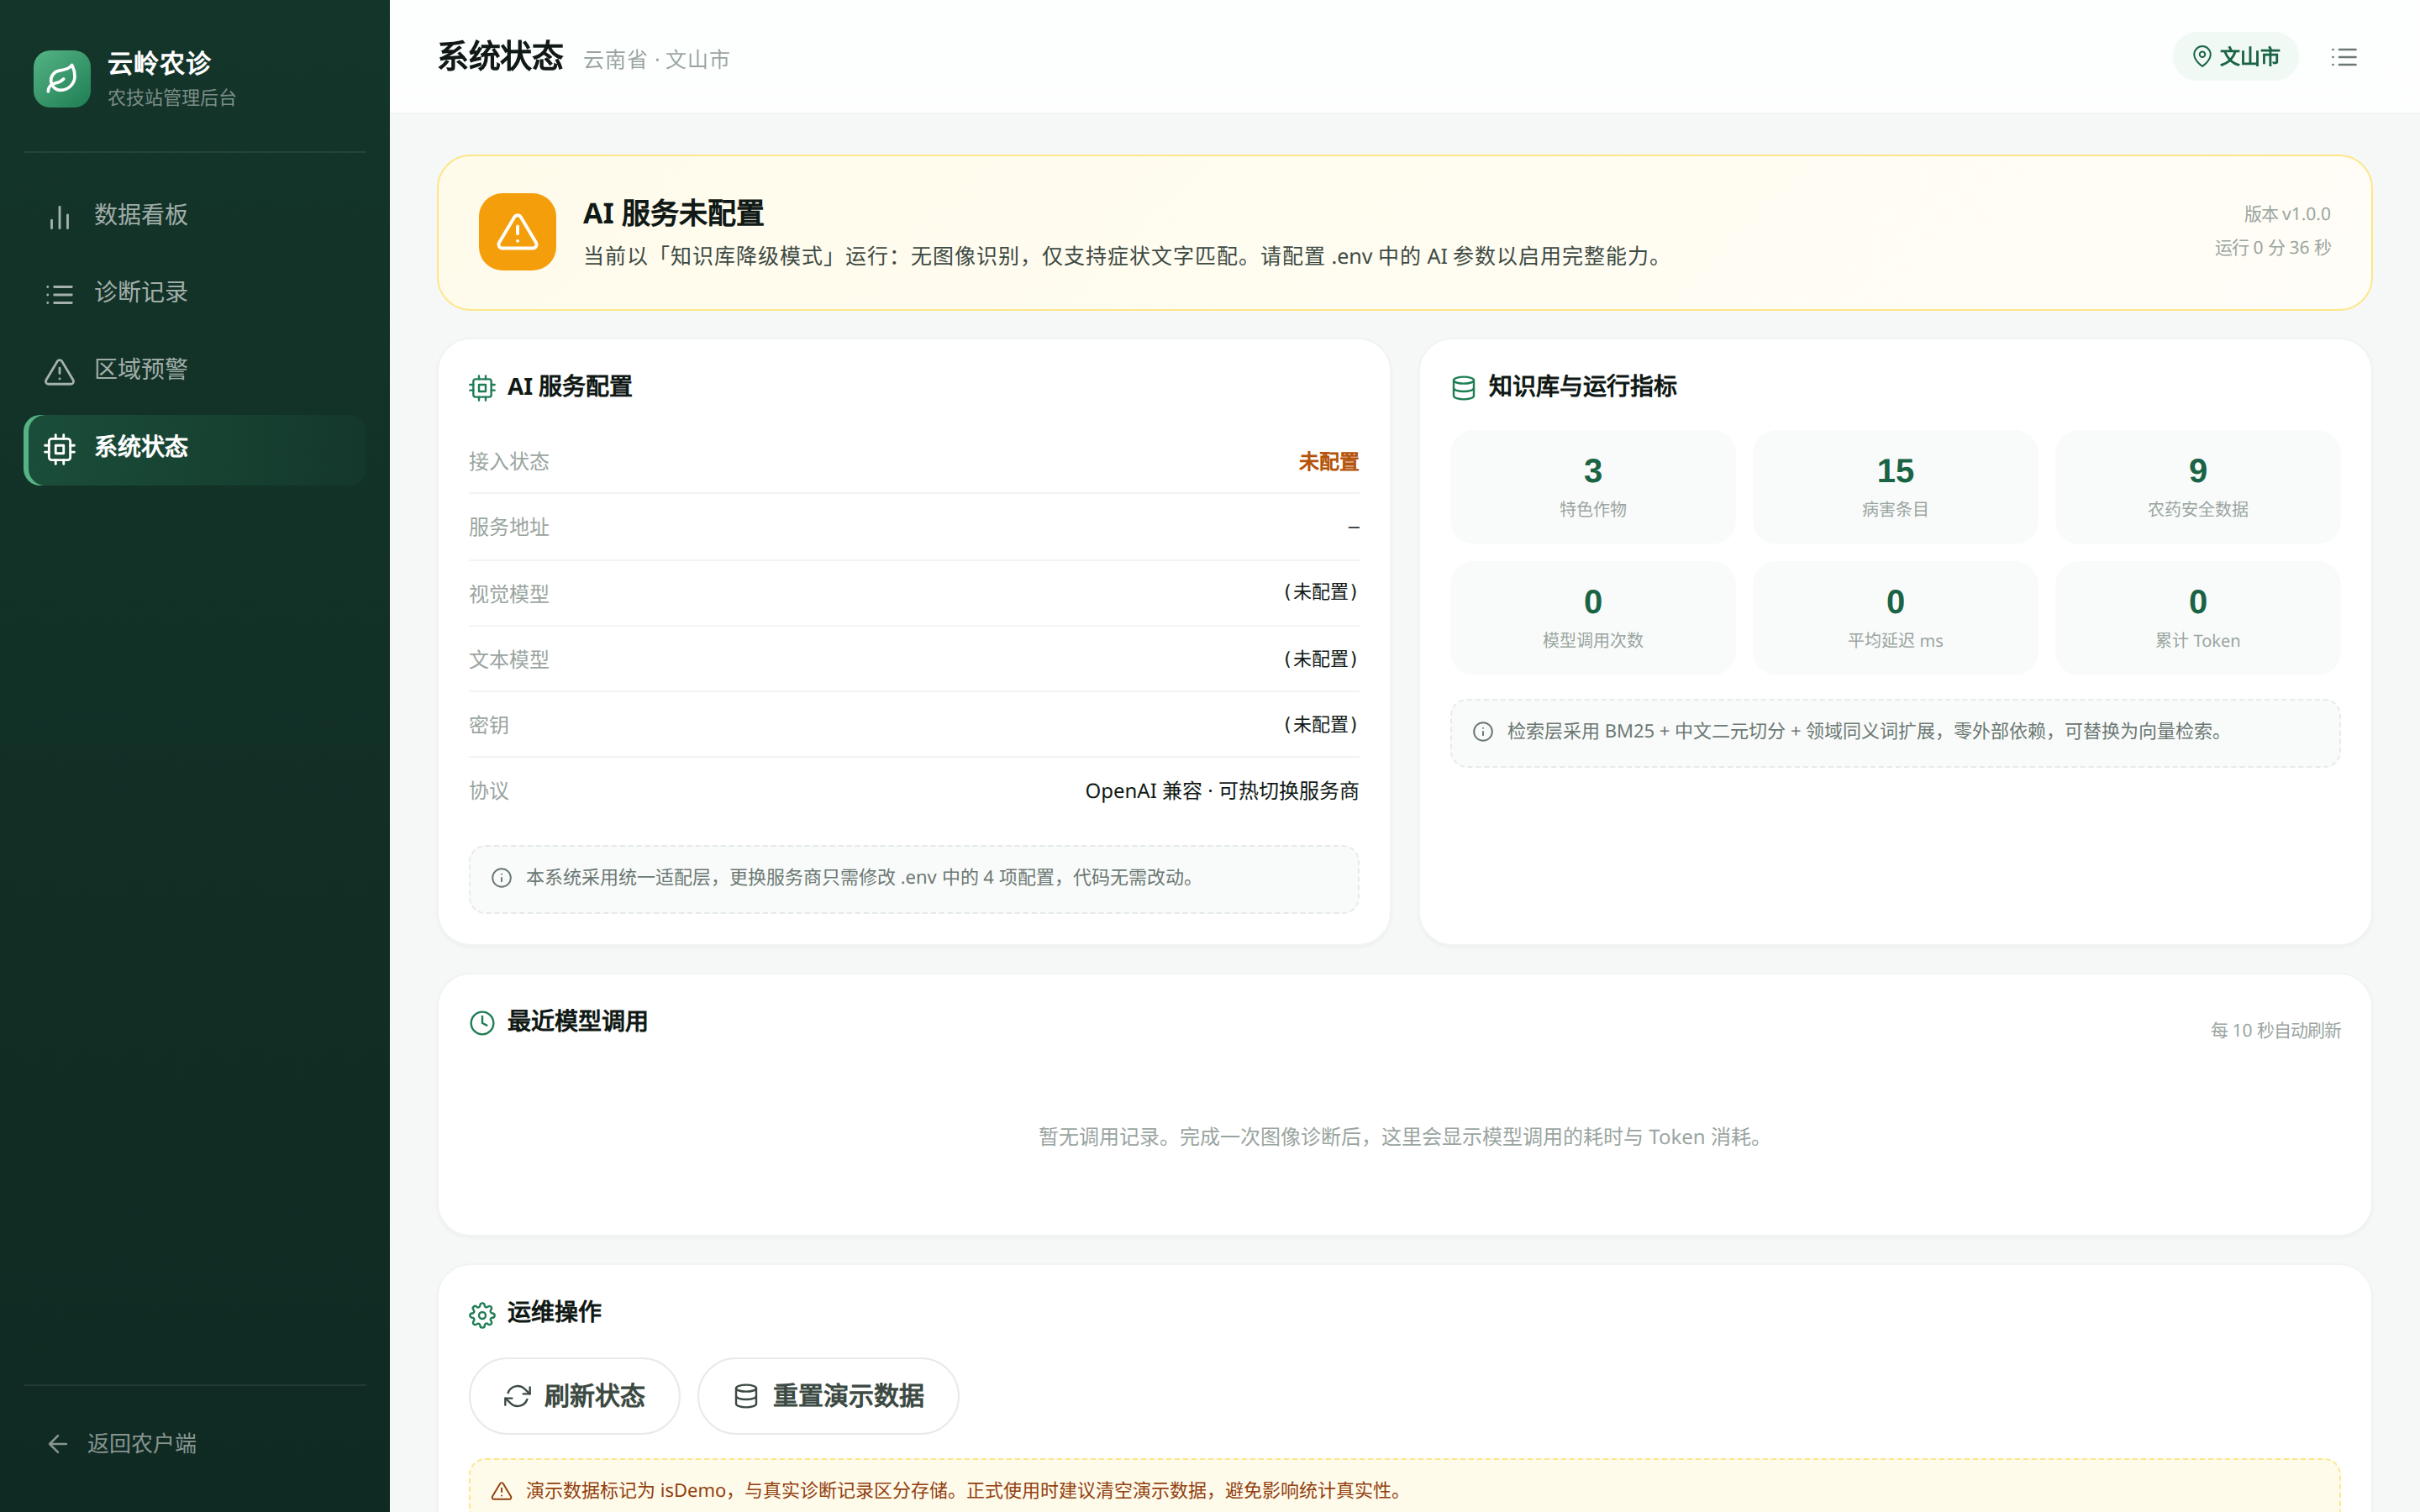 云岭农诊
农技站管理后台
数据看板
诊断记录
区域预警
系统状态
返回农户端
系统状态 云南省 · 文山市
文山市
AI 服务未配置
当前以「知识库降级模式」运行：无图像识别，仅支持症状文字匹配。请配置 .env 中的 AI 参数以启用完整能力。
版本 v1.0.0
运行 0 分 36 秒
AI 服务配置
接入状态 未配置
服务地址 –
视觉模型 (未配置)
文本模型 (未配置)
密钥 (未配置)
协议 OpenAI 兼容 · 可热切换服务商
本系统采用统一适配层，更换服务商只需修改 .env 中的 4 项配置，代码无需改动。
知识库与运行指标
3 15 9
特色作物 病害条目 农药安全数据
0 0 0
模型调用次数 平均延迟 ms 累计 Token
检索层采用 BM25 + 中文二元切分 + 领域同义词扩展，零外部依赖，可替换为向量检索。
最近模型调用
每 10 秒自动刷新
暂无调用记录。完成一次图像诊断后，这里会显示模型调用的耗时与 Token 消耗。
运维操作
刷新状态 重置演示数据
演示数据标记为 isDemo，与真实诊断记录区分存储。正式使用时建议清空演示数据，避免影响统计真实性。